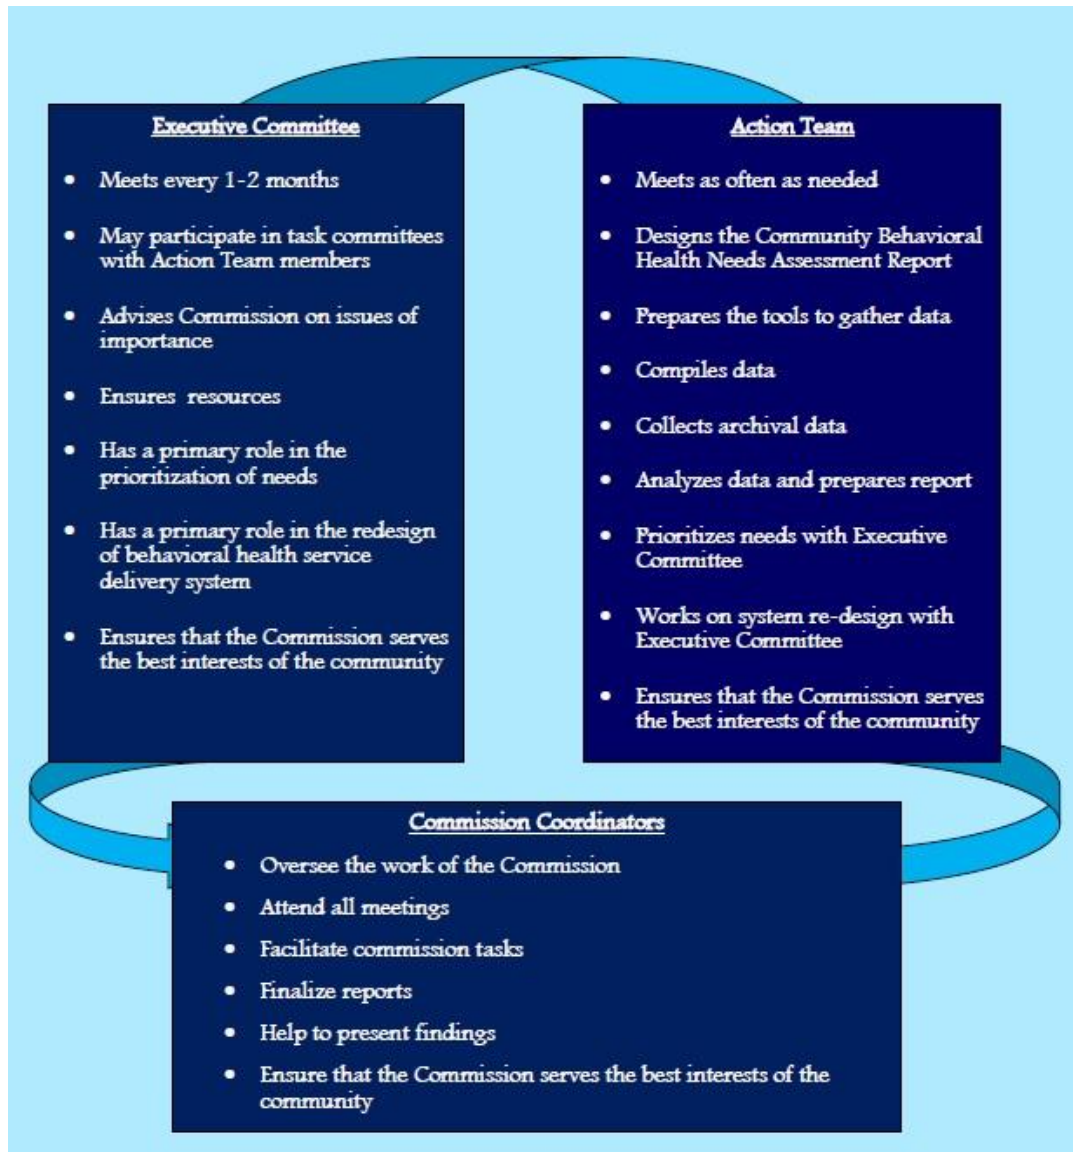 Executive Committee
• Meets every 1-2 months
• May participate in task committees
with Action Team members
• Advises Commission on issues of
importance
• Ensures resources
• Has a primary role in the
prioritization of needs
• Has a primary role in the redesign
of behavioral health service
delivery system
• Ensures that the Commission serves
the best interests of the community
Action Team
• Meets as often as needed
• Designs the Community Behavioral
Health Needs Assessment Report
• Prepares the tools to gather data
• Compiles data
• Collects archival data
• Analyzes data and prepares report
• Prioritizes needs with Executive
Committee
• Works on system re-design with
Executive Committee
• Ensures that the Commission serves
the best interests of the community
Commission Coordinators
• Oversee the work of the Commission
• Attend all meetings
• Facilitate commission tasks
• Finalize reports
• Help to present findings
• Ensure that the Commission serves the best interests of the
community